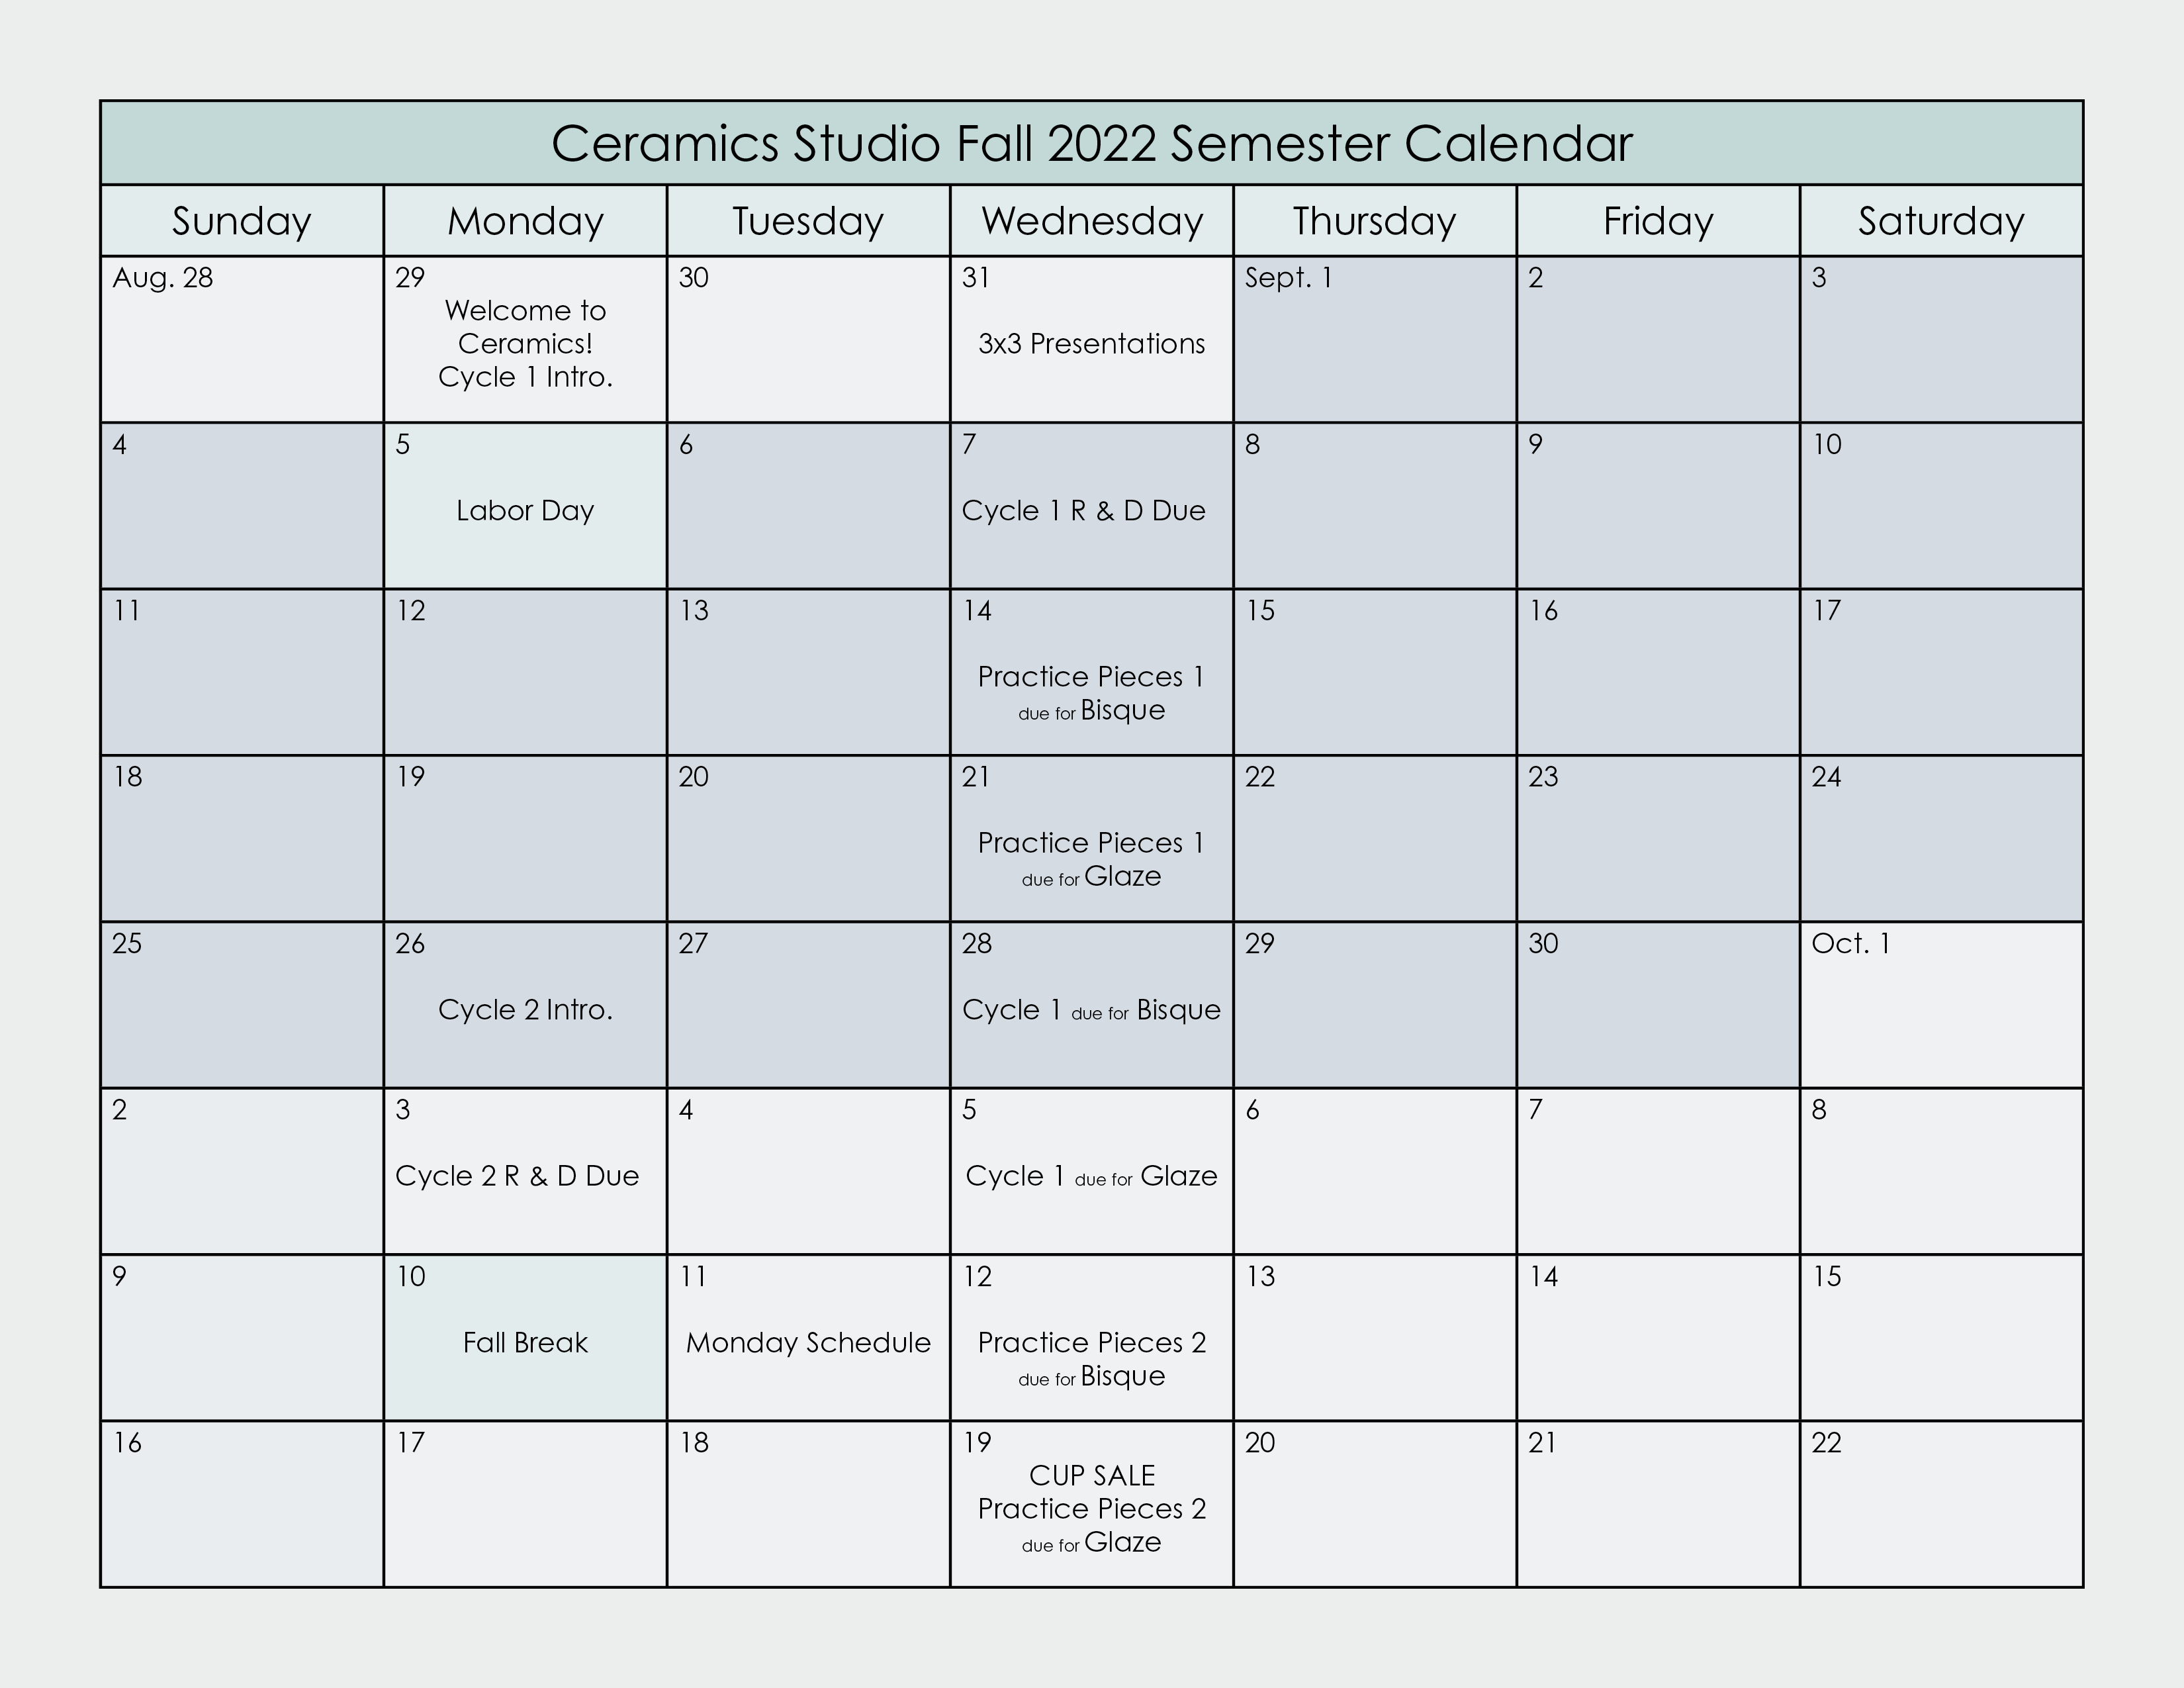 Ceramics Studio Fall 2022 Semester Calendar
Sunday Monday Tuesday Wednesday Thursday Friday Saturday
Aug. 28
29
Welcome to
Ceramics!
Cycle 1 Intro.
30
31
3x3 Presentations
Sept. 1
2
3
4
5
Labor Day
6
7
Cycle 1 R & D Due
8
9
10
11
12
13
14
Practice Pieces 1
due for Bisque
15
16
17
18
19
20
21
Practice Pieces 1
due for Glaze
22
23
24
25
26
Cycle 2 Intro.
27
28
Cycle 1 due for Bisque
29
30
Oct. 1
2
3
Cycle 2 R & D Due
4
5
Cycle 1 due for Glaze
6
7
8
9
10
Fall Break
11
Monday Schedule
12
Practice Pieces 2
due for Bisque
13
14
15
16
17
18
19
CUP SALE
Practice Pieces 2
due for Glaze
20
21
22